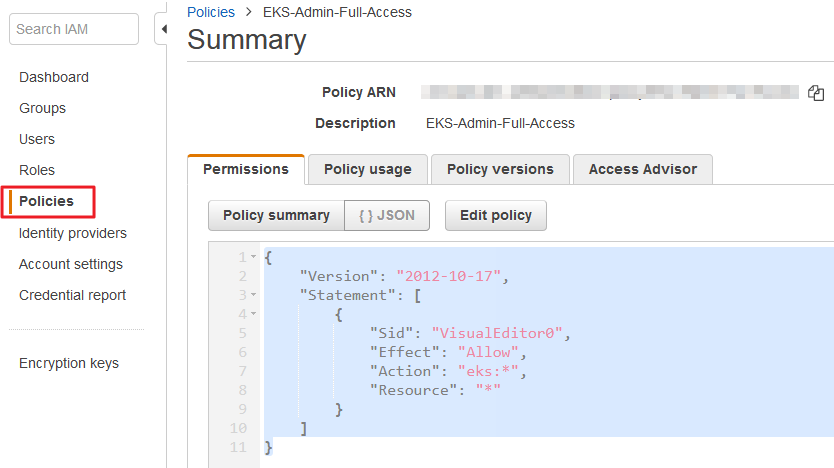 Search IAM
Dashboard
Groups
Users
Roles
Policies
Identity providers
Account settings
Credential report
Encryption keys
Policies > EKS-Admin-Full-Access
Summary
Policy ARN
Description EKS-Admin-Full-Access
Permissions Policy usage Policy versions Access Advisor
Policy summary { } JSON Edit policy
1 {
2 "Version": "2012-10-17",
3 "Statement": [
4 {
5 "Sid": "VisualEditor0",
6 "Effect": "Allow",
7 "Action": "eks:*",
8 "Resource": "*"
9 }
10 ]
11 }